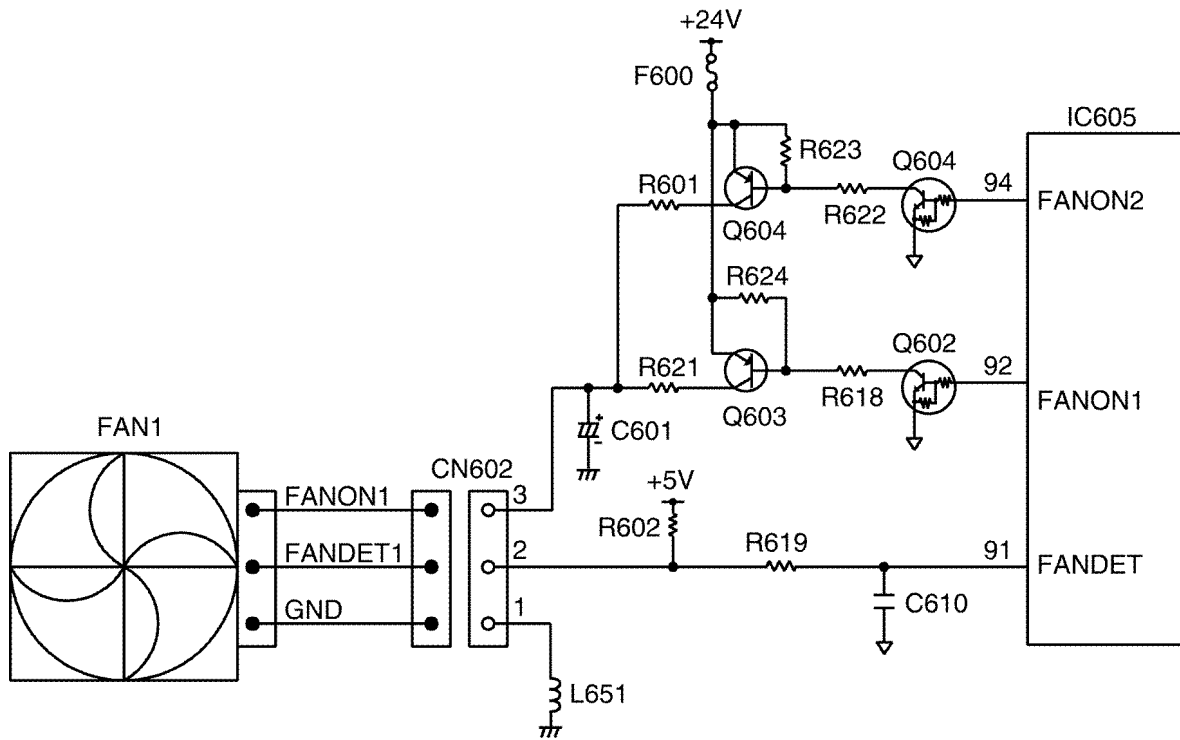 +24V
F600
IC605
R623
Q604
94
R601
R622
FANON2
Q604
R624
Q602
92
R621
R618
FANON1
Q603
+
C601
-
FAN1
CN602
+5V
3
FANON1
R602
R619
2
91
FANDET1
FANDET
1
GND
C610
L651